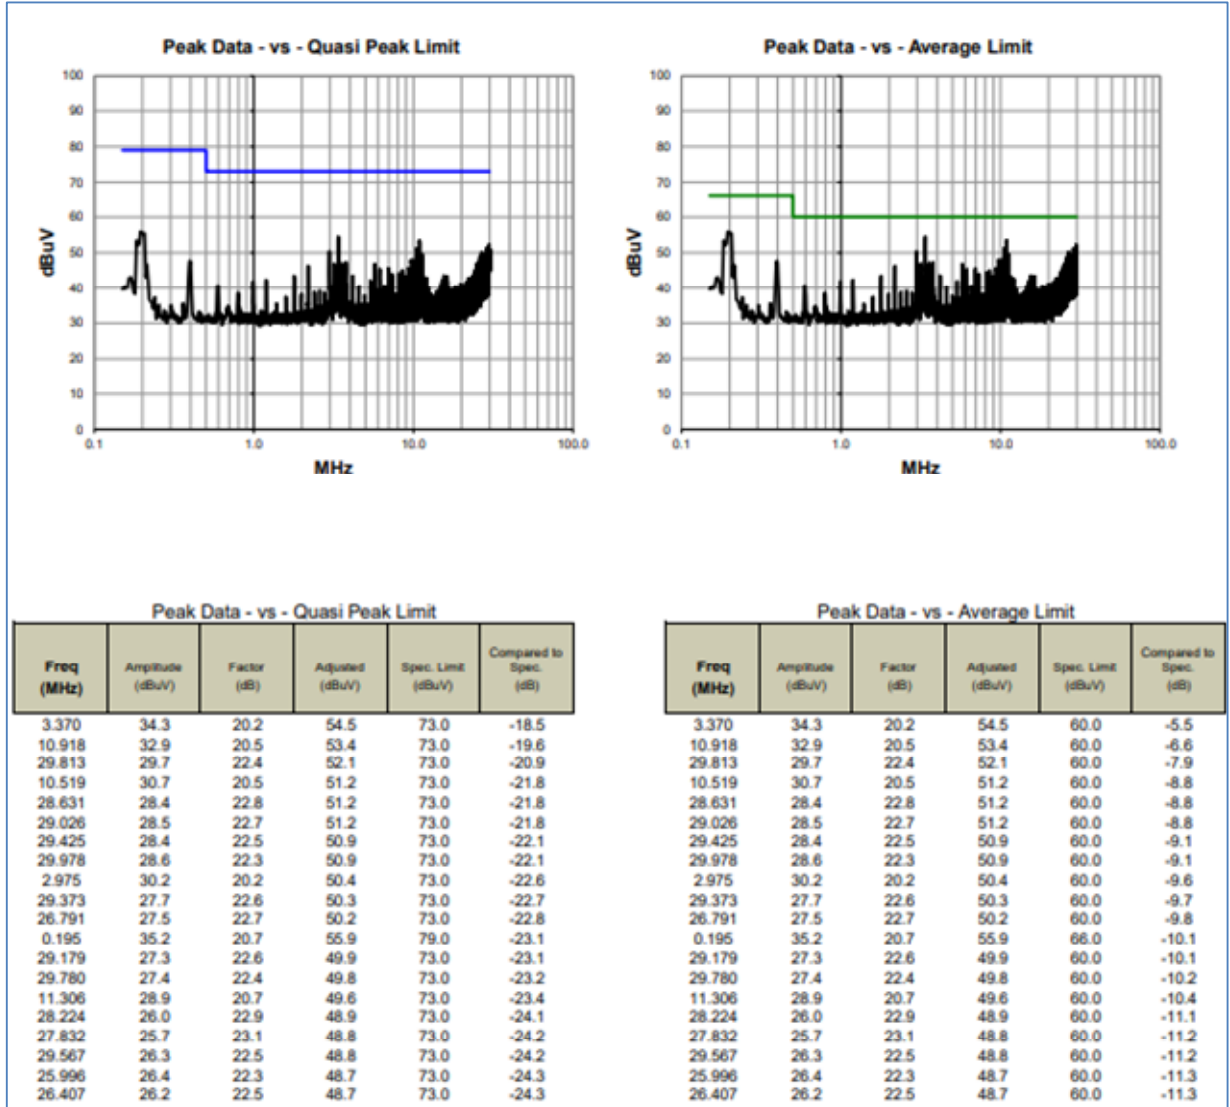 Peak Data - vs - Quasi Peak Limit
100
90
80
70
60
50
40
30
20
10
0
dBuV
0.1 1.0 10.0 100.0
MHz
Peak Data - vs - Average Limit
100
90
80
70
60
50
40
30
20
10
0
dBuV
0.1 1.0 10.0 100.0
MHz
Peak Data - vs - Quasi Peak Limit
Freq (MHz) Amplitude (dBuV) Factor (dB) Adjusted (dBuV) Spec. Limit (dBuV) Compared to Spec. (dB)
3.370 34.3 20.2 54.5 73.0 -18.5
10.918 32.9 20.5 53.4 73.0 -19.6
29.813 29.7 22.4 52.1 73.0 -20.9
10.519 30.7 20.5 51.2 73.0 -21.8
28.631 28.4 22.8 51.2 73.0 -21.8
29.026 28.5 22.7 51.2 73.0 -21.8
29.425 28.4 22.5 50.9 73.0 -22.1
29.978 28.6 22.3 50.9 73.0 -22.1
2.975 30.2 20.2 50.4 73.0 -22.6
29.373 27.7 22.6 50.3 73.0 -22.7
26.791 27.5 22.7 50.2 73.0 -22.8
0.195 35.2 20.7 55.9 79.0 -23.1
29.179 27.3 22.6 49.9 73.0 -23.1
29.780 27.4 22.4 49.8 73.0 -23.2
11.306 28.9 20.7 49.6 73.0 -23.4
28.224 26.0 22.9 48.9 73.0 -24.1
27.832 25.7 23.1 48.8 73.0 -24.2
29.567 26.3 22.5 48.8 73.0 -24.2
25.996 26.4 22.3 48.7 73.0 -24.3
26.407 26.2 22.5 48.7 73.0 -24.3
Peak Data - vs - Average Limit
Freq (MHz) Amplitude (dBuV) Factor (dB) Adjusted (dBuV) Spec. Limit (dBuV) Compared to Spec. (dB)
3.370 34.3 20.2 54.5 60.0 -5.5
10.918 32.9 20.5 53.4 60.0 -6.6
29.813 29.7 22.4 52.1 60.0 -7.9
10.519 30.7 20.5 51.2 60.0 -8.8
28.631 28.4 22.8 51.2 60.0 -8.8
29.026 28.5 22.7 51.2 60.0 -8.8
29.425 28.4 22.5 50.9 60.0 -9.1
29.978 28.6 22.3 50.9 60.0 -9.1
2.975 30.2 20.2 50.4 60.0 -9.6
29.373 27.7 22.6 50.3 60.0 -9.7
26.791 27.5 22.7 50.2 60.0 -9.8
0.195 35.2 20.7 55.9 66.0 -10.1
29.179 27.3 22.6 49.9 60.0 -10.1
29.780 27.4 22.4 49.8 60.0 -10.2
11.306 28.9 20.7 49.6 60.0 -10.4
28.224 26.0 22.9 48.9 60.0 -11.1
27.832 25.7 23.1 48.8 60.0 -11.2
29.567 26.3 22.5 48.8 60.0 -11.2
25.996 26.4 22.3 48.7 60.0 -11.3
26.407 26.2 22.5 48.7 60.0 -11.3